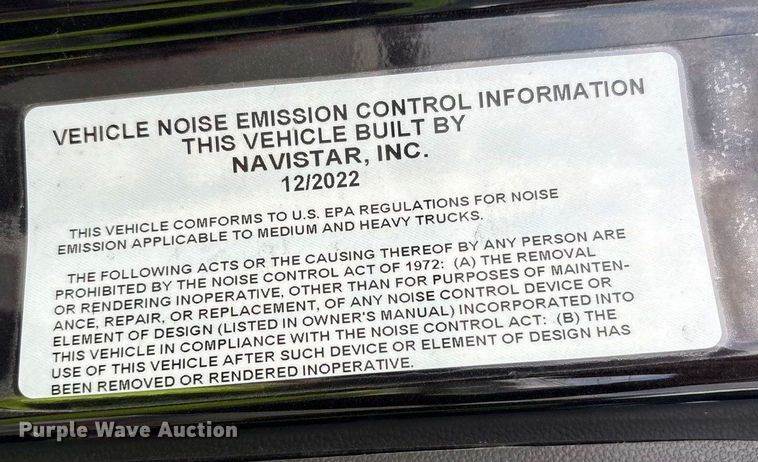 VEHICLE NOISE EMISSION CONTROL INFORMATION
THIS VEHICLE BUILT BY
NAVISTAR, INC.
12/2022
THIS VEHICLE COMFORMS TO U.S. EPA REGULATIONS FOR NOISE
EMISSION APPLICABLE TO MEDIUM AND HEAVY TRUCKS.
THE FOLLOWING ACTS OR THE CAUSING THEREOF BY ANY PERSON ARE
PROHIBITED BY THE NOISE CONTROL ACT OF 1972: (A) THE REMOVAL
OR RENDERING INOPERATIVE, OTHER THAN FOR PURPOSES OF MAINTEN-
ANCE, REPAIR, OR REPLACEMENT, OF ANY NOISE CONTROL DEVICE OR
ELEMENT OF DESIGN (LISTED IN OWNER'S MANUAL) INCORPORATED INTO
THIS VEHICLE IN COMPLIANCE WITH THE NOISE CONTROL ACT: (B) THE
USE OF THIS VEHICLE AFTER SUCH DEVICE OR ELEMENT OF DESIGN HAS
BEEN REMOVED OR RENDERED INOPERATIVE.
Purple Wave Auction